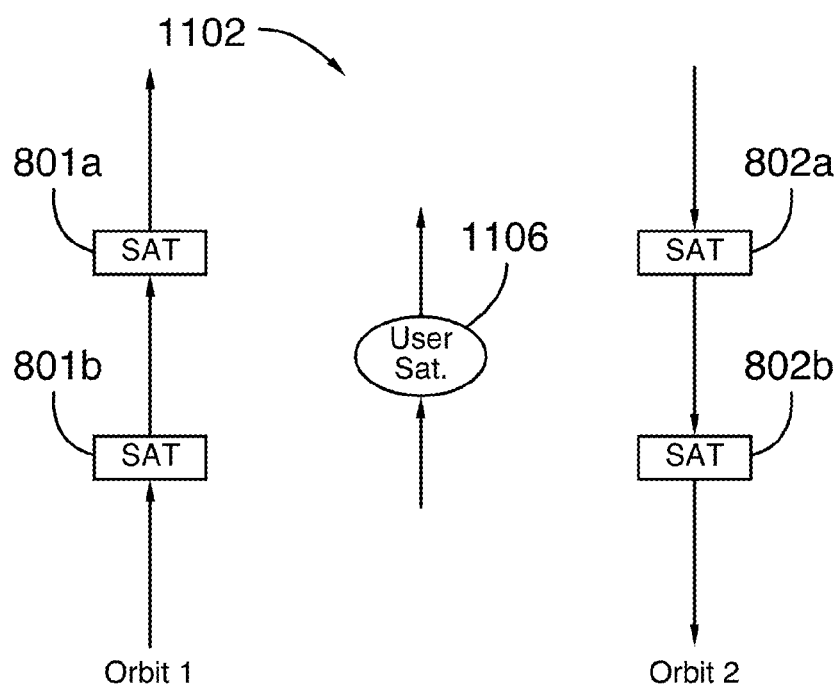 1102
801a
802a
SAT
SAT
1106
User
Sat.
801b
802b
SAT
SAT
Orbit 1
Orbit 2